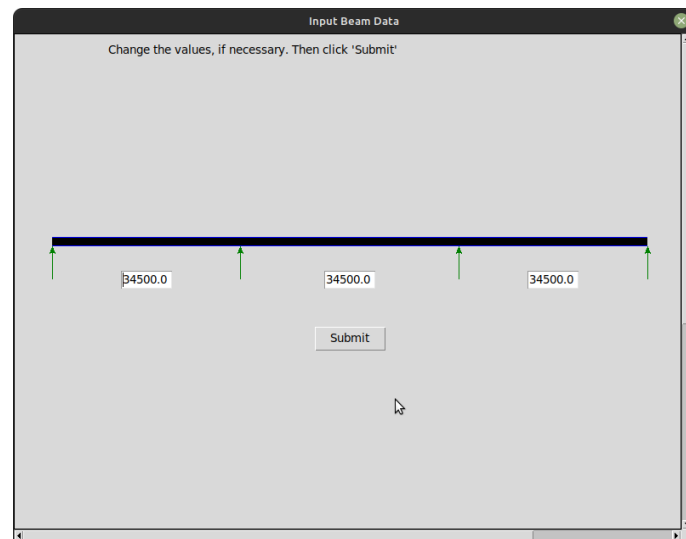 Input Beam Data
Change the values, if necessary. Then click 'Submit'
34500.0 34500.0 34500.0
Submit